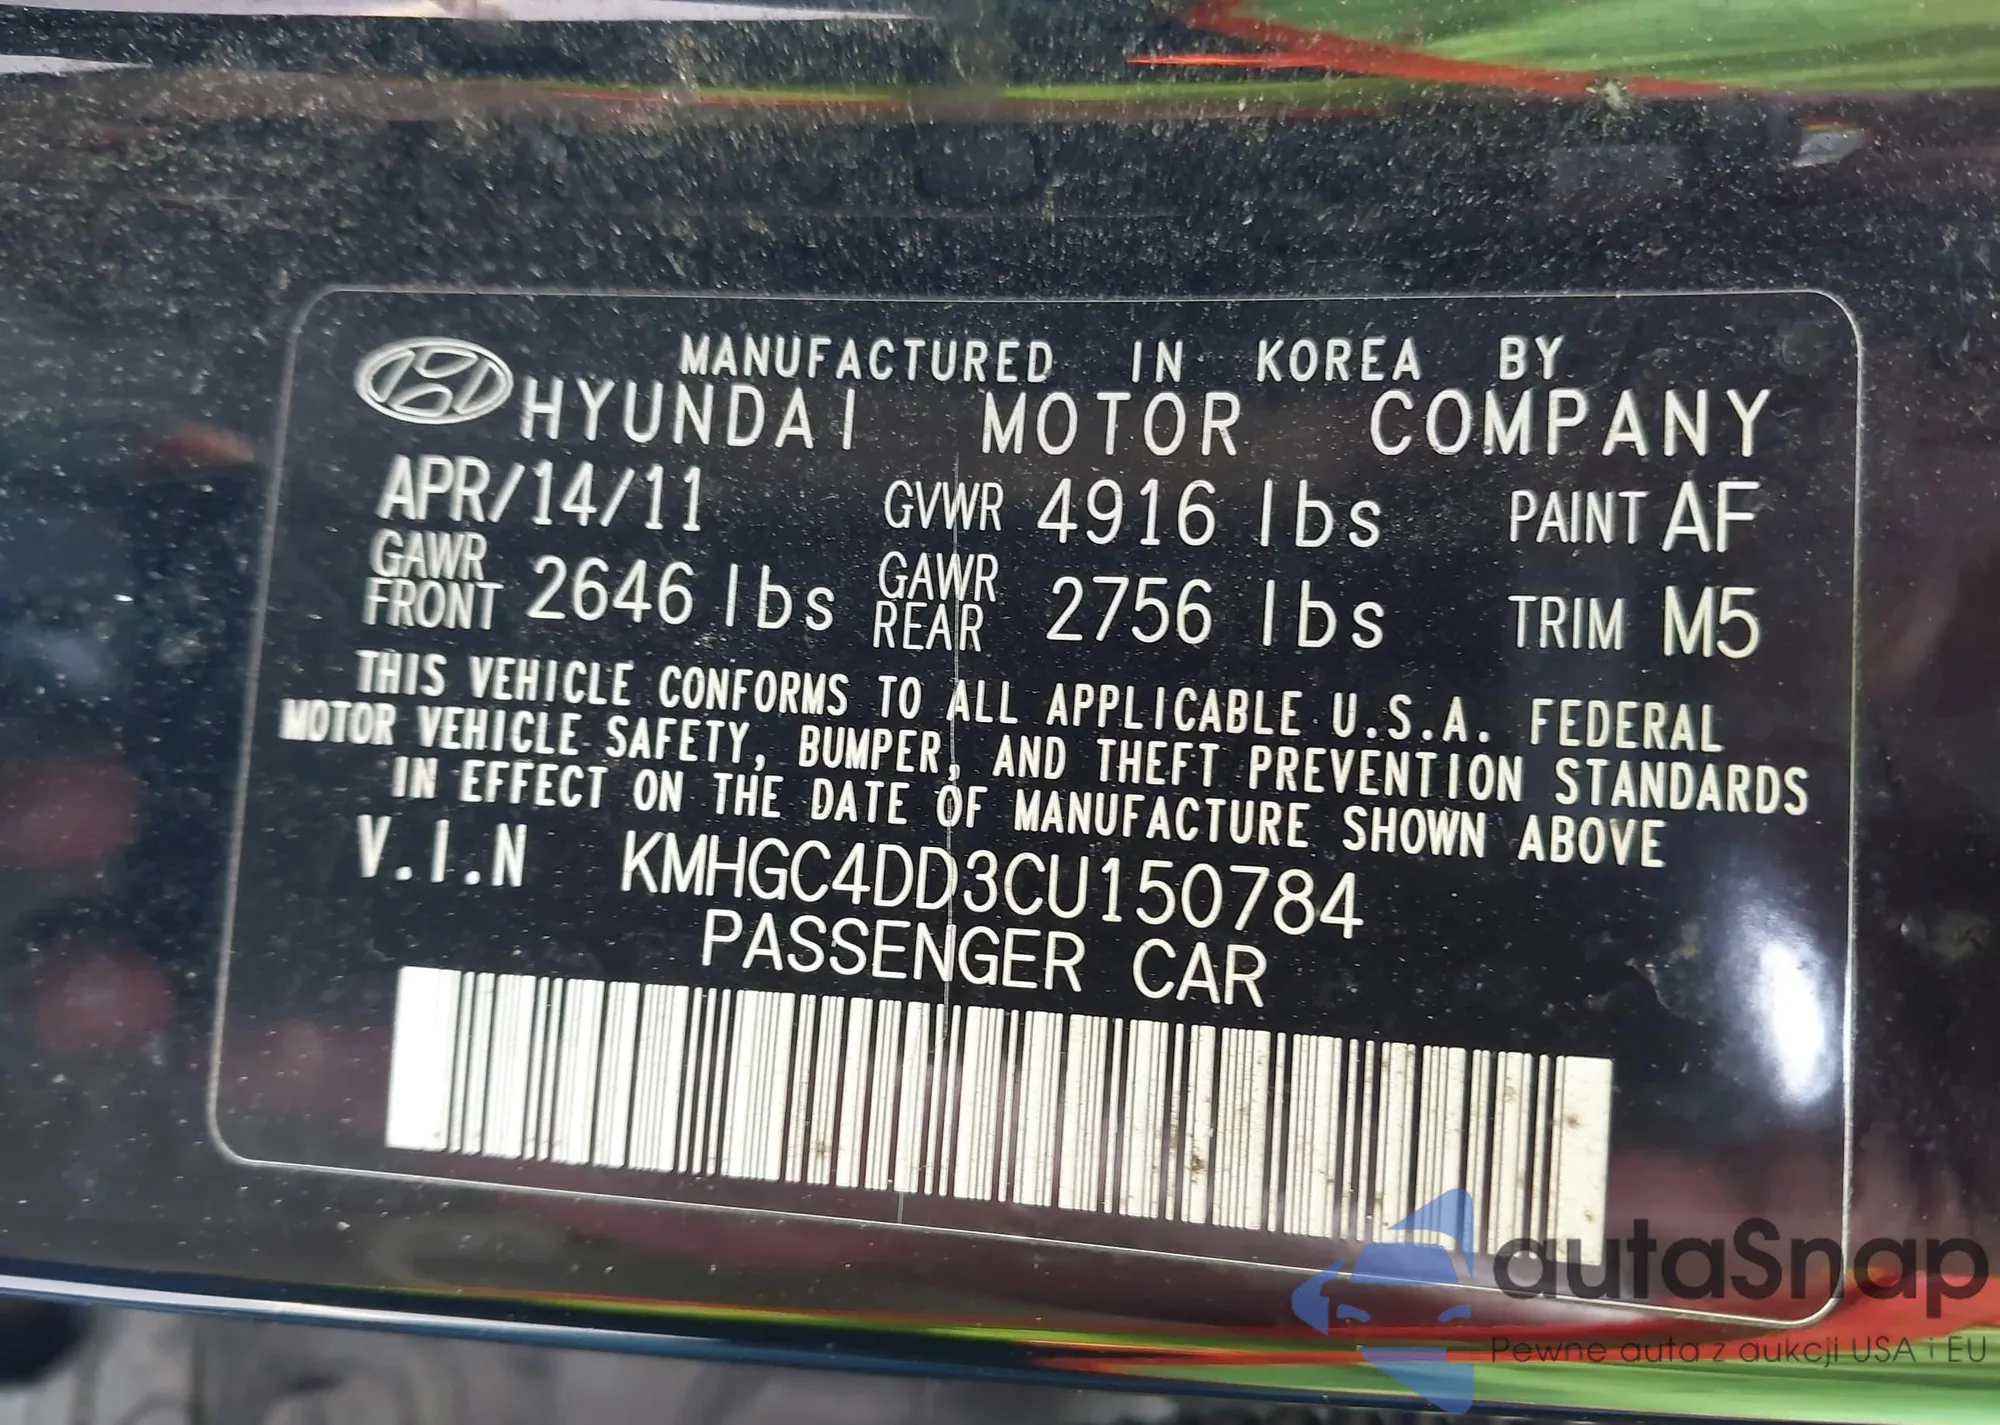 MANUFACTURED IN KOREA BY
HYUNDAI MOTOR COMPANY
APR/14/11 GVWR 4916 lbs PAINT AF
GAWR FRONT 2646 lbs GAWR REAR 2756 lbs TRIM M5
THIS VEHICLE CONFORMS TO ALL APPLICABLE U.S.A. FEDERAL
MOTOR VEHICLE SAFETY, BUMPER, AND THEFT PREVENTION STANDARDS
IN EFFECT ON THE DATE OF MANUFACTURE SHOWN ABOVE
V.I.N KMHGC4DD3CU150784
PASSENGER CAR
autaSnap
Pewne auta z aukcji USA i EU